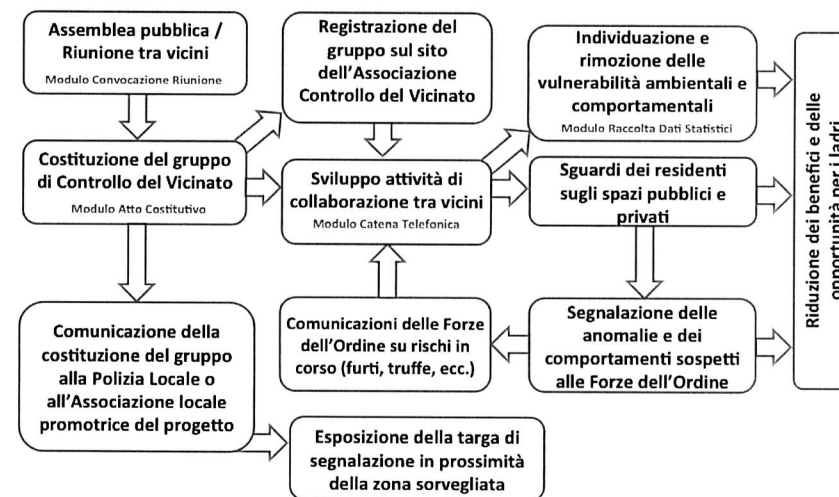 Assemblea pubblica /
Riunione tra vicini
Modulo Convocazione Riunione
Registrazione del
gruppo sul sito
dell'Associazione
Controllo del Vicinato
Individuazione e
rimozione delle
vulnerabilità ambientali e
comportamentali
Modulo Raccolta Dati Statistici
Costituzione del gruppo
di Controllo del Vicinato
Modulo Atto Costitutivo
Sviluppo attività di
collaborazione tra vicini
Modulo Catena Telefonica
Sguardi dei residenti
sugli spazi pubblici e
privati
Riduzione dei benefici e delle
opportunità per i ladri
Comunicazione della
costituzione del gruppo
alla Polizia Locale o
all'Associazione locale
promotrice del progetto
Comunicazioni delle Forze
dell'Ordine su rischi in
corso (furti, truffe, ecc.)
Segnalazione delle
anomalie e dei
comportamenti sospetti
alle Forze dell'Ordine
Esposizione della targa di
segnalazione in prossimità
della zona sorvegliata